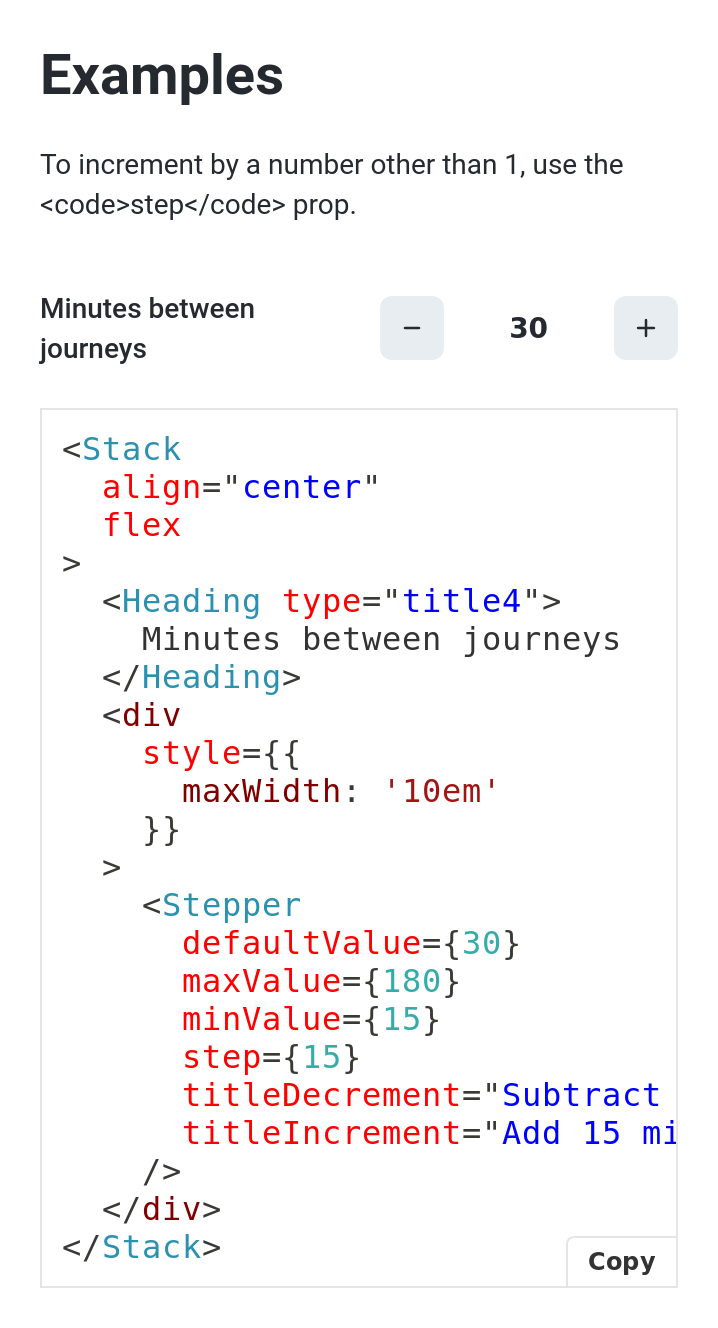 Examples
To increment by a number other than 1, use the
<code>step</code> prop.
Minutes between
journeys
− 30 +
<Stack
  align="center"
  flex
>
  <Heading type="title4">
    Minutes between journeys
  </Heading>
  <div
    style={{
      maxWidth: '10em'
    }}
  >
    <Stepper
      defaultValue={30}
      maxValue={180}
      minValue={15}
      step={15}
      titleDecrement="Subtract
      titleIncrement="Add 15 mi
    />
  </div>
</Stack>
Copy